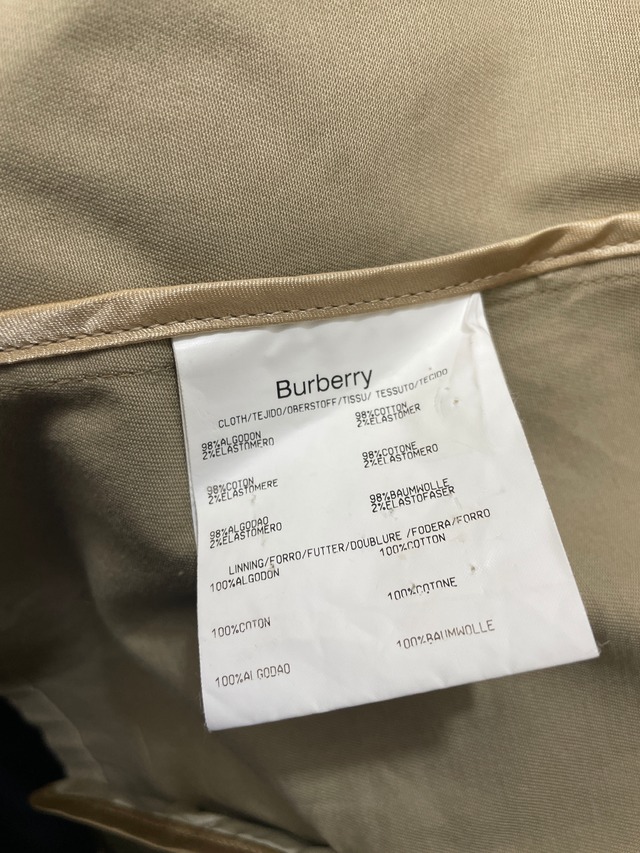 Burberry
CLOTH/TEJIDO/OBERSTOFF/TISSU/ TESSUTO/TECIDO
98%ALGODON
2%ELASTOMERO
98%COTTON
2%ELASTOMER
98%COTON
2%ELASTOMERE
98%COTONE
2%ELASTOMERO
98%ALGODAO
2%ELASTOMERO
98%BAUMWOLLE
2%ELASTOFASER
LINNING/FORRO/FUTTER/DOUBLURE /FODERA/FORRO
100%ALGODON
100%COTTON
100%COTON
100%COTONE
100%ALGODAO
100%BAUMWOLLE